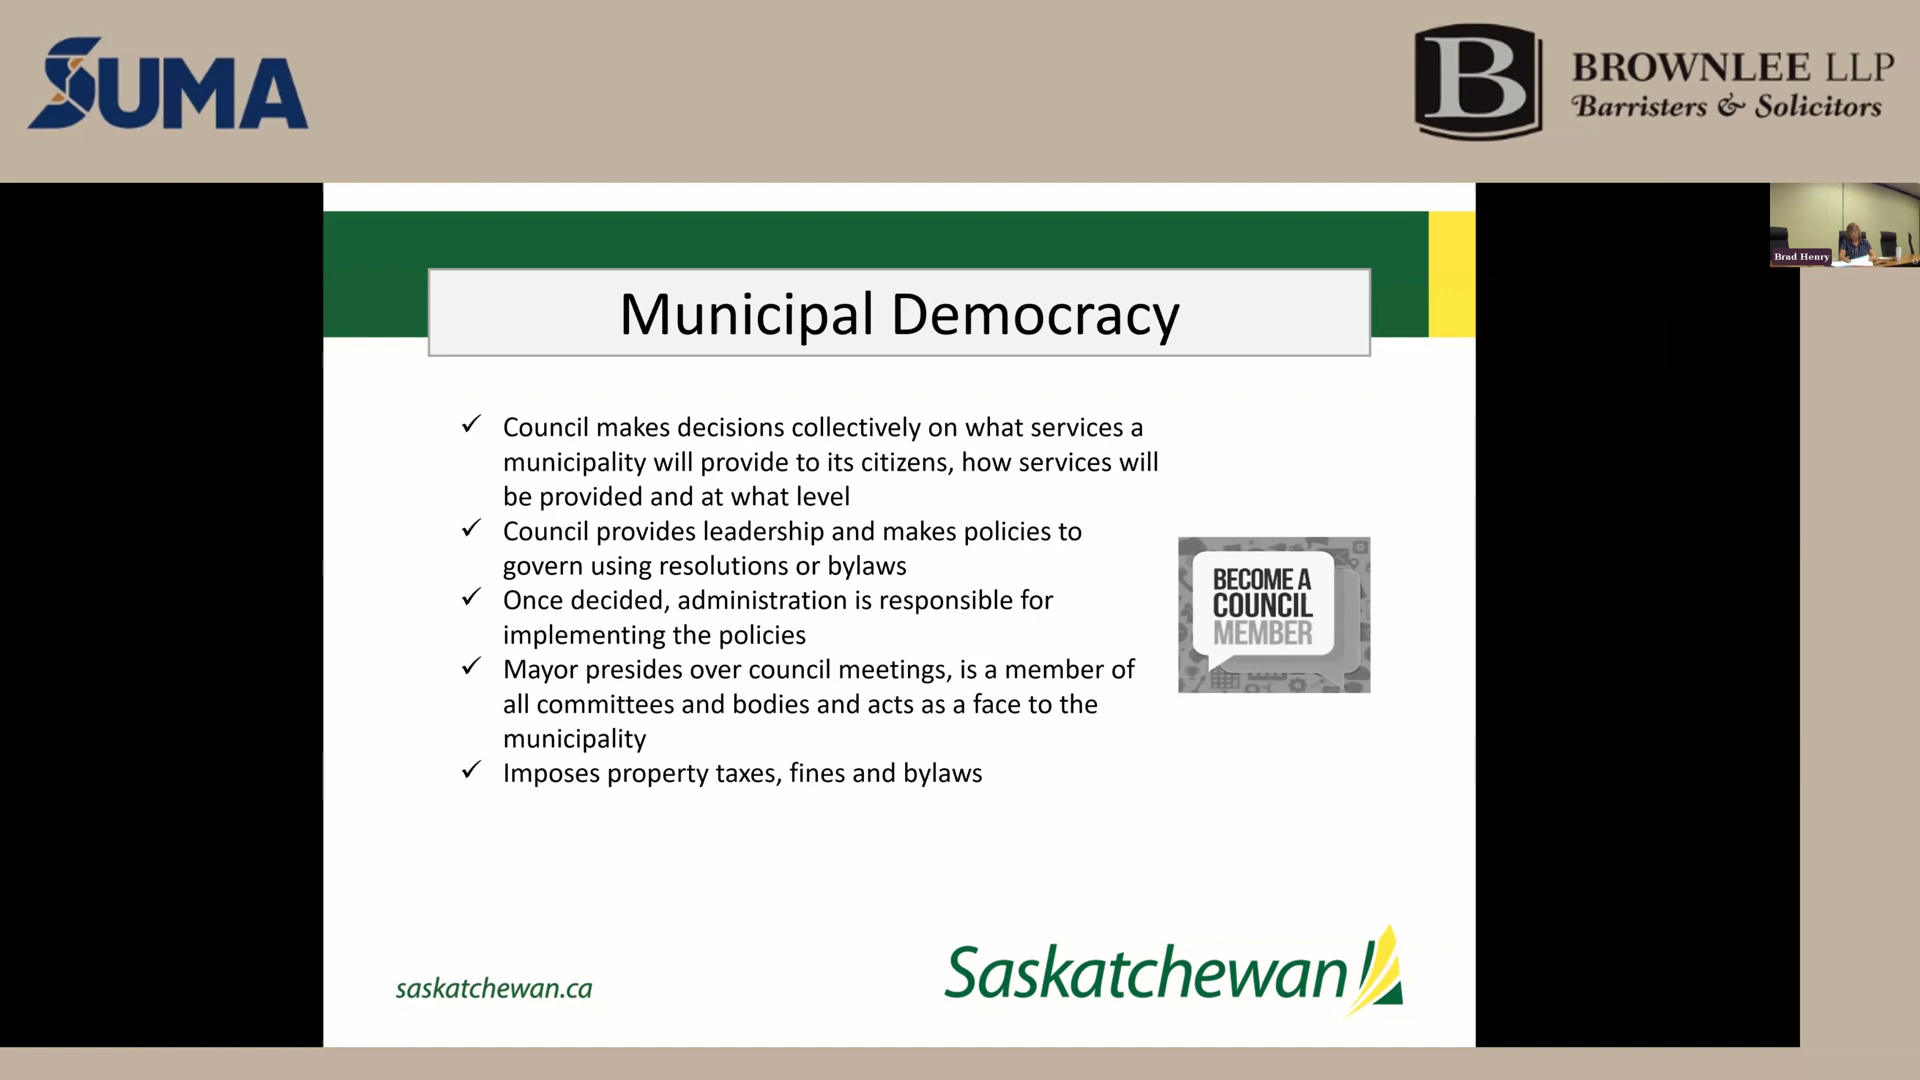 SUMA
B
BROWNLEE LLP
Barristers & Solicitors
Brad Henry
Municipal Democracy
✓ Council makes decisions collectively on what services a
municipality will provide to its citizens, how services will
be provided and at what level
✓ Council provides leadership and makes policies to
govern using resolutions or bylaws
✓ Once decided, administration is responsible for
implementing the policies
✓ Mayor presides over council meetings, is a member of
all committees and bodies and acts as a face to the
municipality
✓ Imposes property taxes, fines and bylaws
BECOME A
COUNCIL
MEMBER
saskatchewan.ca
Saskatchewan